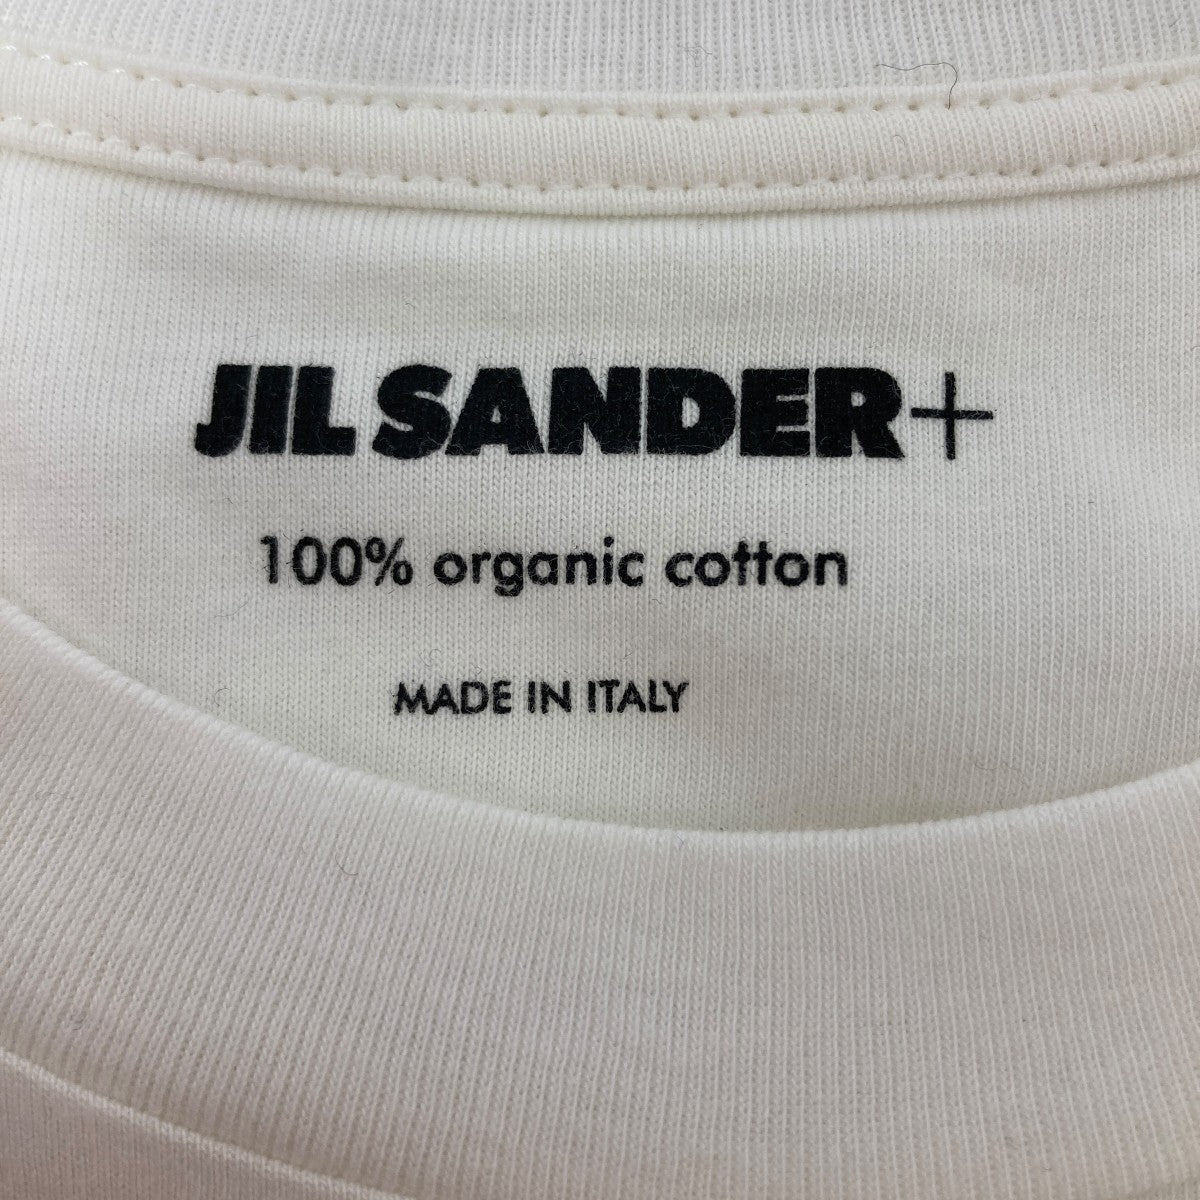 JIL SANDER+
100% organic cotton
MADE IN ITALY